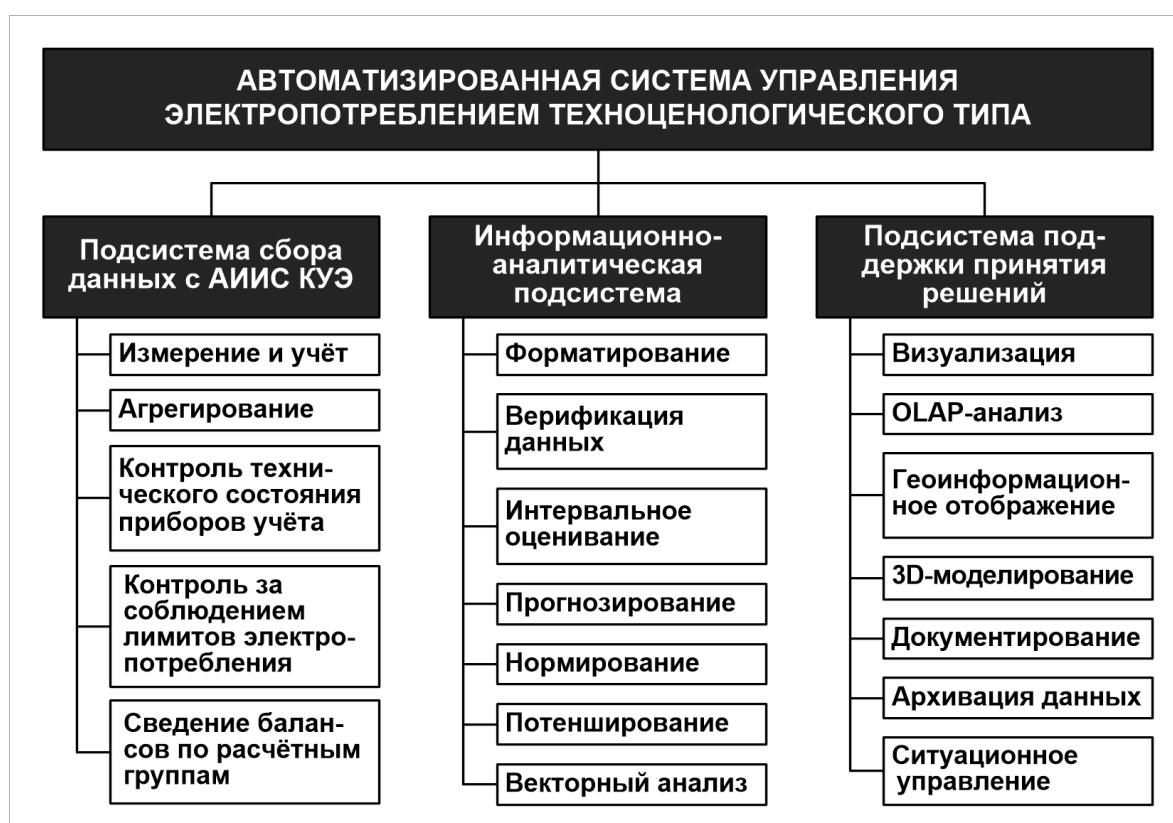 АВТОМАТИЗИРОВАННАЯ СИСТЕМА УПРАВЛЕНИЯ
ЭЛЕКТРОПОТРЕБЛЕНИЕМ ТЕХНОЦЕНОЛОГИЧЕСКОГО ТИПА
Подсистема сбора
данных с АИИС КУЭ
Измерение и учёт
Агрегирование
Контроль техни-
ческого состояния
приборов учёта
Контроль за
соблюдением
лимитов электро-
потребления
Сведение балан-
сов по расчётным
группам
Информационно-
аналитическая
подсистема
Форматирование
Верификация
данных
Интервальное
оценивание
Прогнозирование
Нормирование
Потенширование
Векторный анализ
Подсистема под-
держки принятия
решений
Визуализация
OLAP-анализ
Геоинформацион-
ное отображение
3D-моделирование
Документирование
Архивация данных
Ситуационное
управление